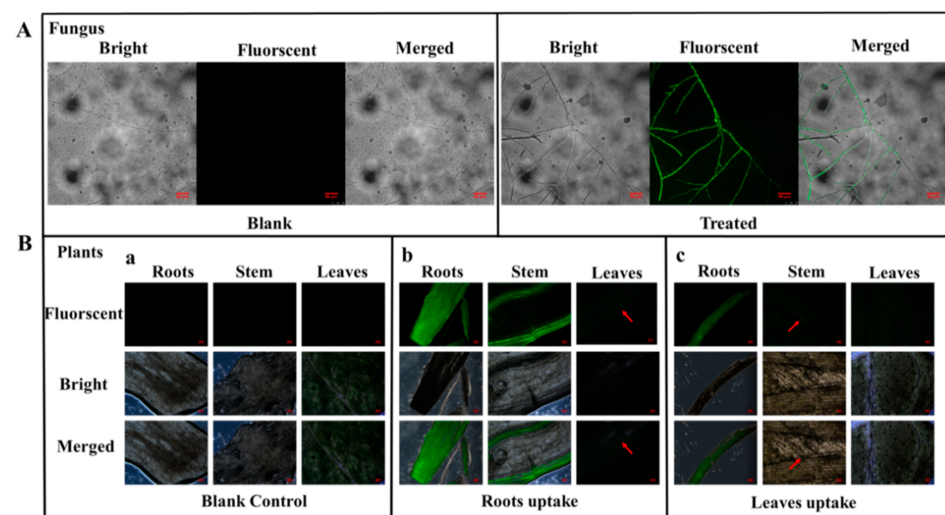 A
Fungus
Bright Fluorscent Merged
Bright Fluorscent Merged
Blank
Treated
B
Plants
a
b
c
Roots Stem Leaves
Roots Stem Leaves
Roots Stem Leaves
Fluorscent
Bright
Merged
Blank Control
Roots uptake
Leaves uptake